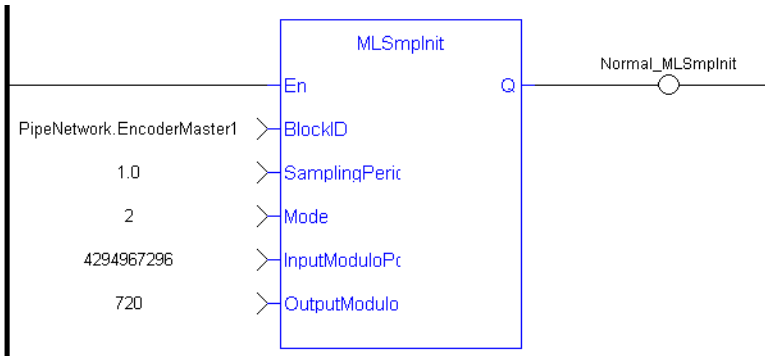 MLSmpInit
Normal_MLSmpInit
En
Q
PipeNetwork.EncoderMaster1
BlockID
1.0
SamplingPeric
2
Mode
4294967296
InputModuloPc
720
OutputModulo